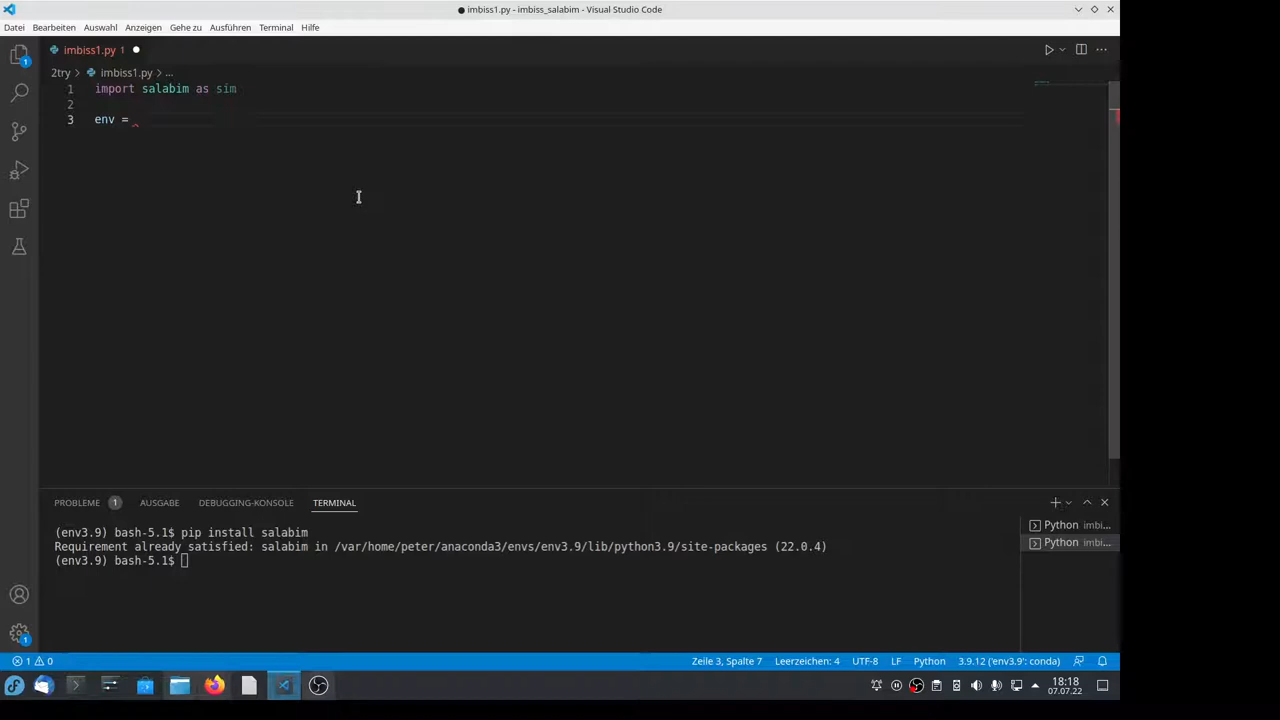 ● imbiss1.py - imbiss_salabim - Visual Studio Code
Datei Bearbeiten Auswahl Anzeigen Gehe zu Ausführen Terminal Hilfe
imbiss1.py 1 ●
2try > imbiss1.py > ...
1 import salabim as sim
2
3 env =
PROBLEME 1 AUSGABE DEBUGGING-KONSOLE TERMINAL
(env3.9) bash-5.1$ pip install salabim
Requirement already satisfied: salabim in /var/home/peter/anaconda3/envs/env3.9/lib/python3.9/site-packages (22.0.4)
(env3.9) bash-5.1$
Python imbi...
Python imbi...
1
1
1 0 Zeile 3, Spalte 7 Leerzeichen: 4 UTF-8 LF Python 3.9.12 ('env3.9': conda)
18:18
07.07.22